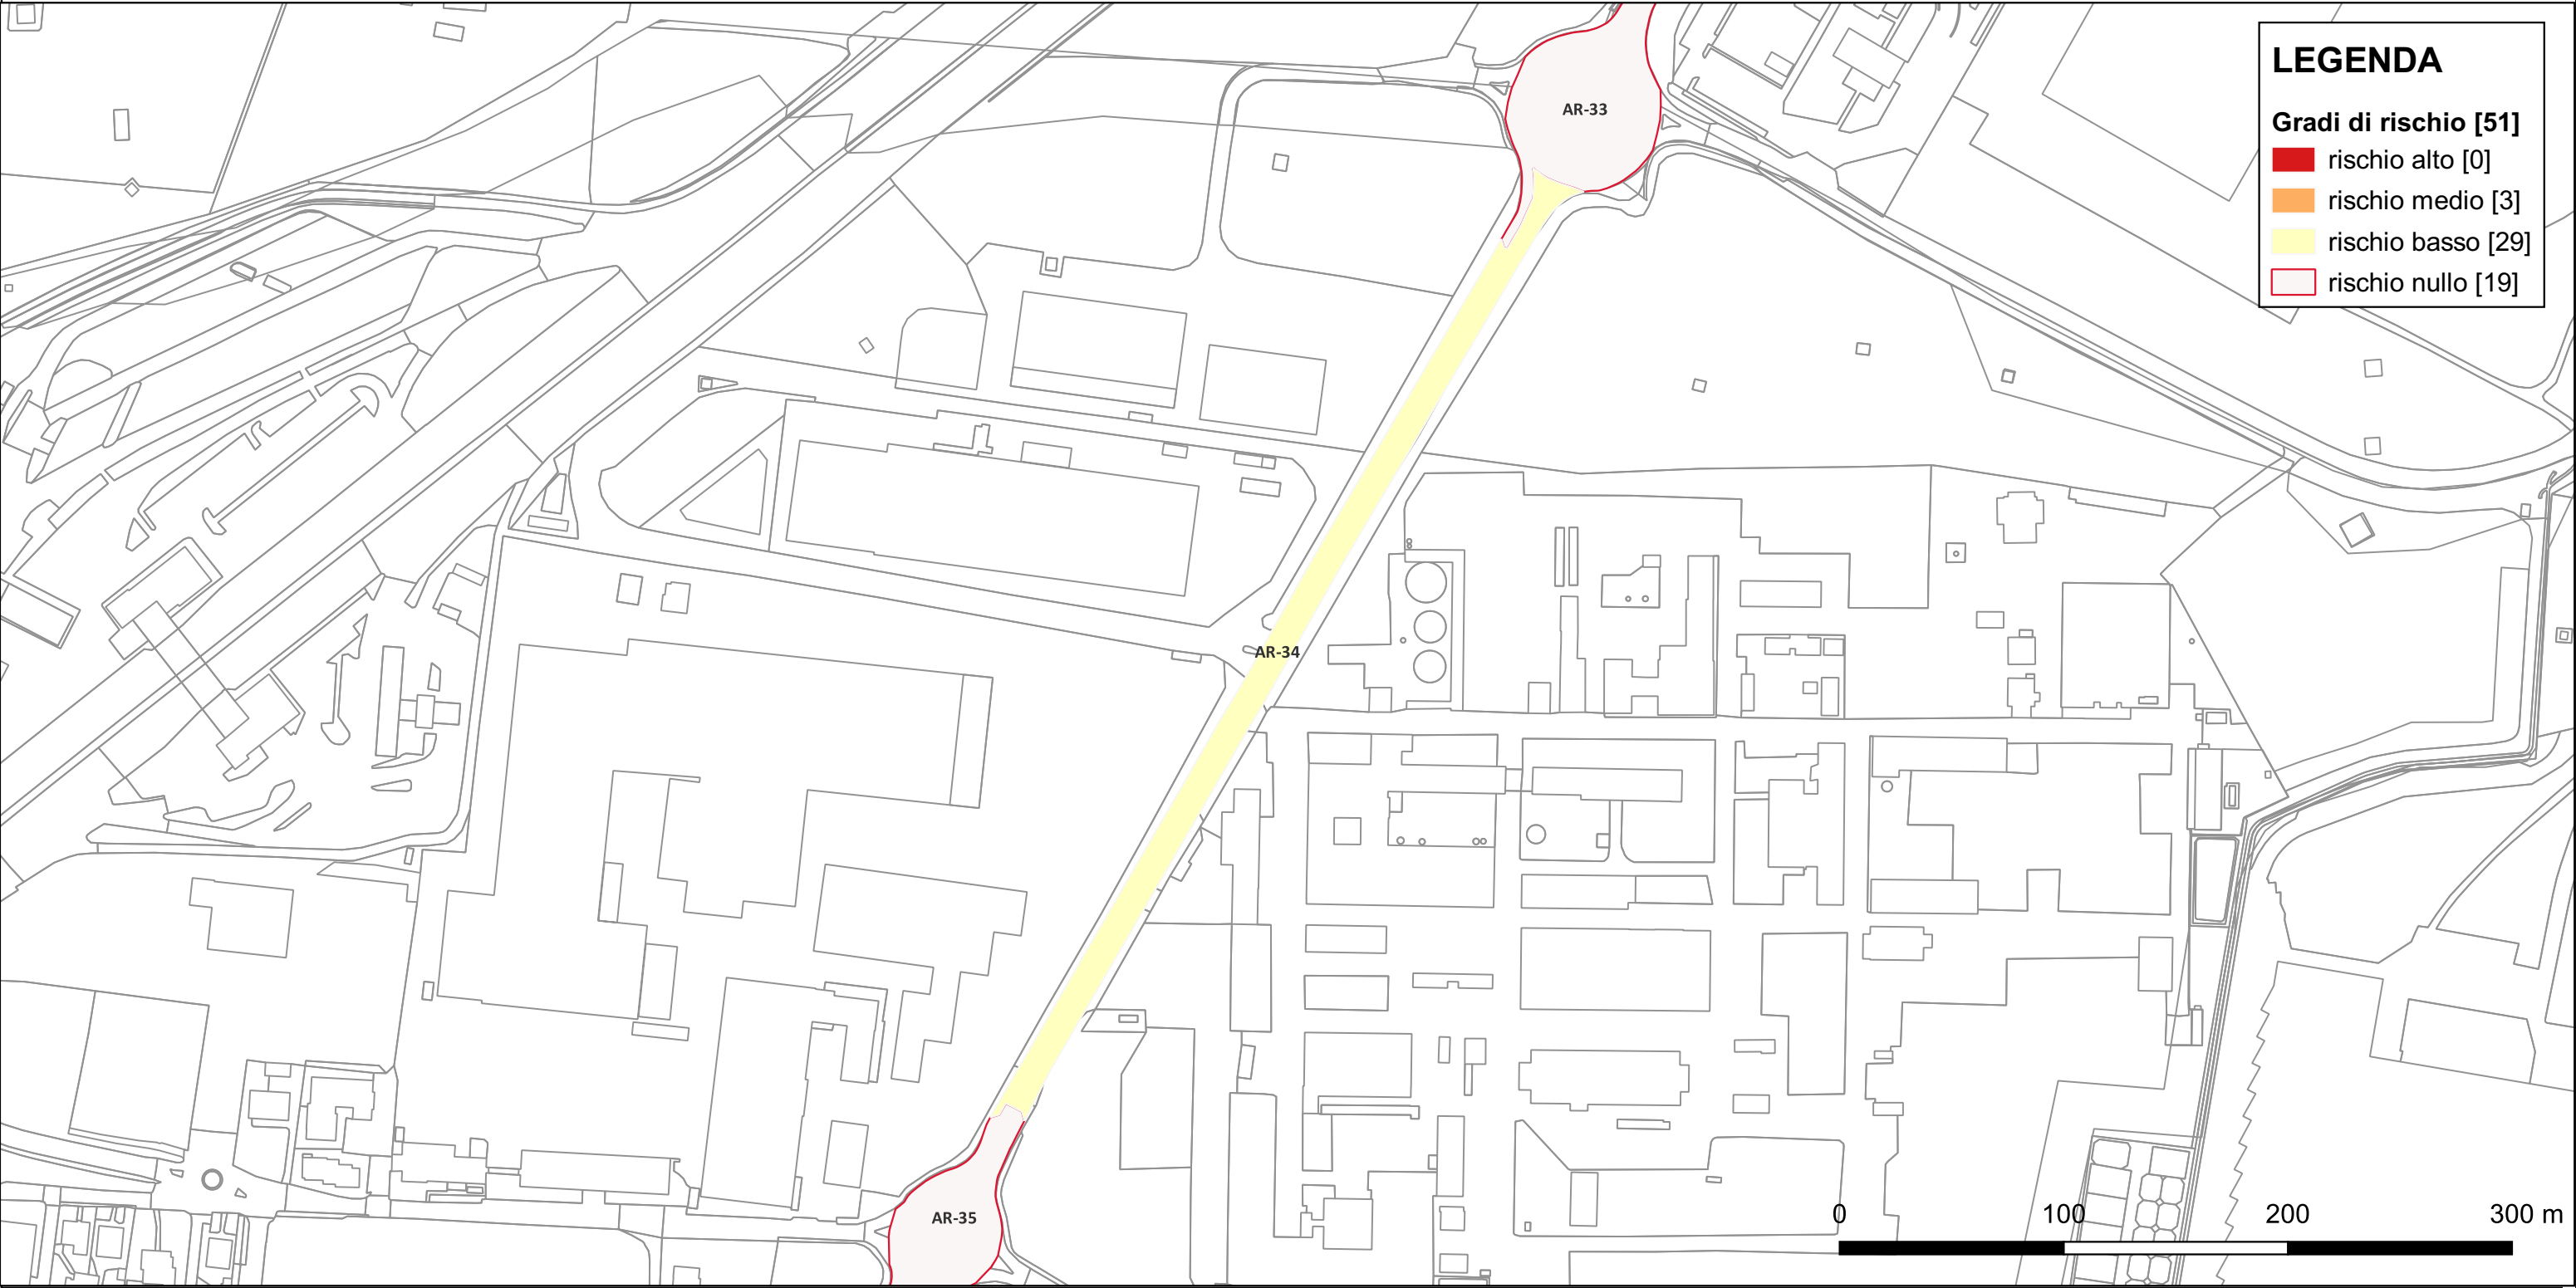 AR-33
LEGENDA
Gradi di rischio [51]
rischio alto [0]
rischio medio [3]
rischio basso [29]
rischio nullo [19]
AR-34
AR-35
0 100 200 300 m